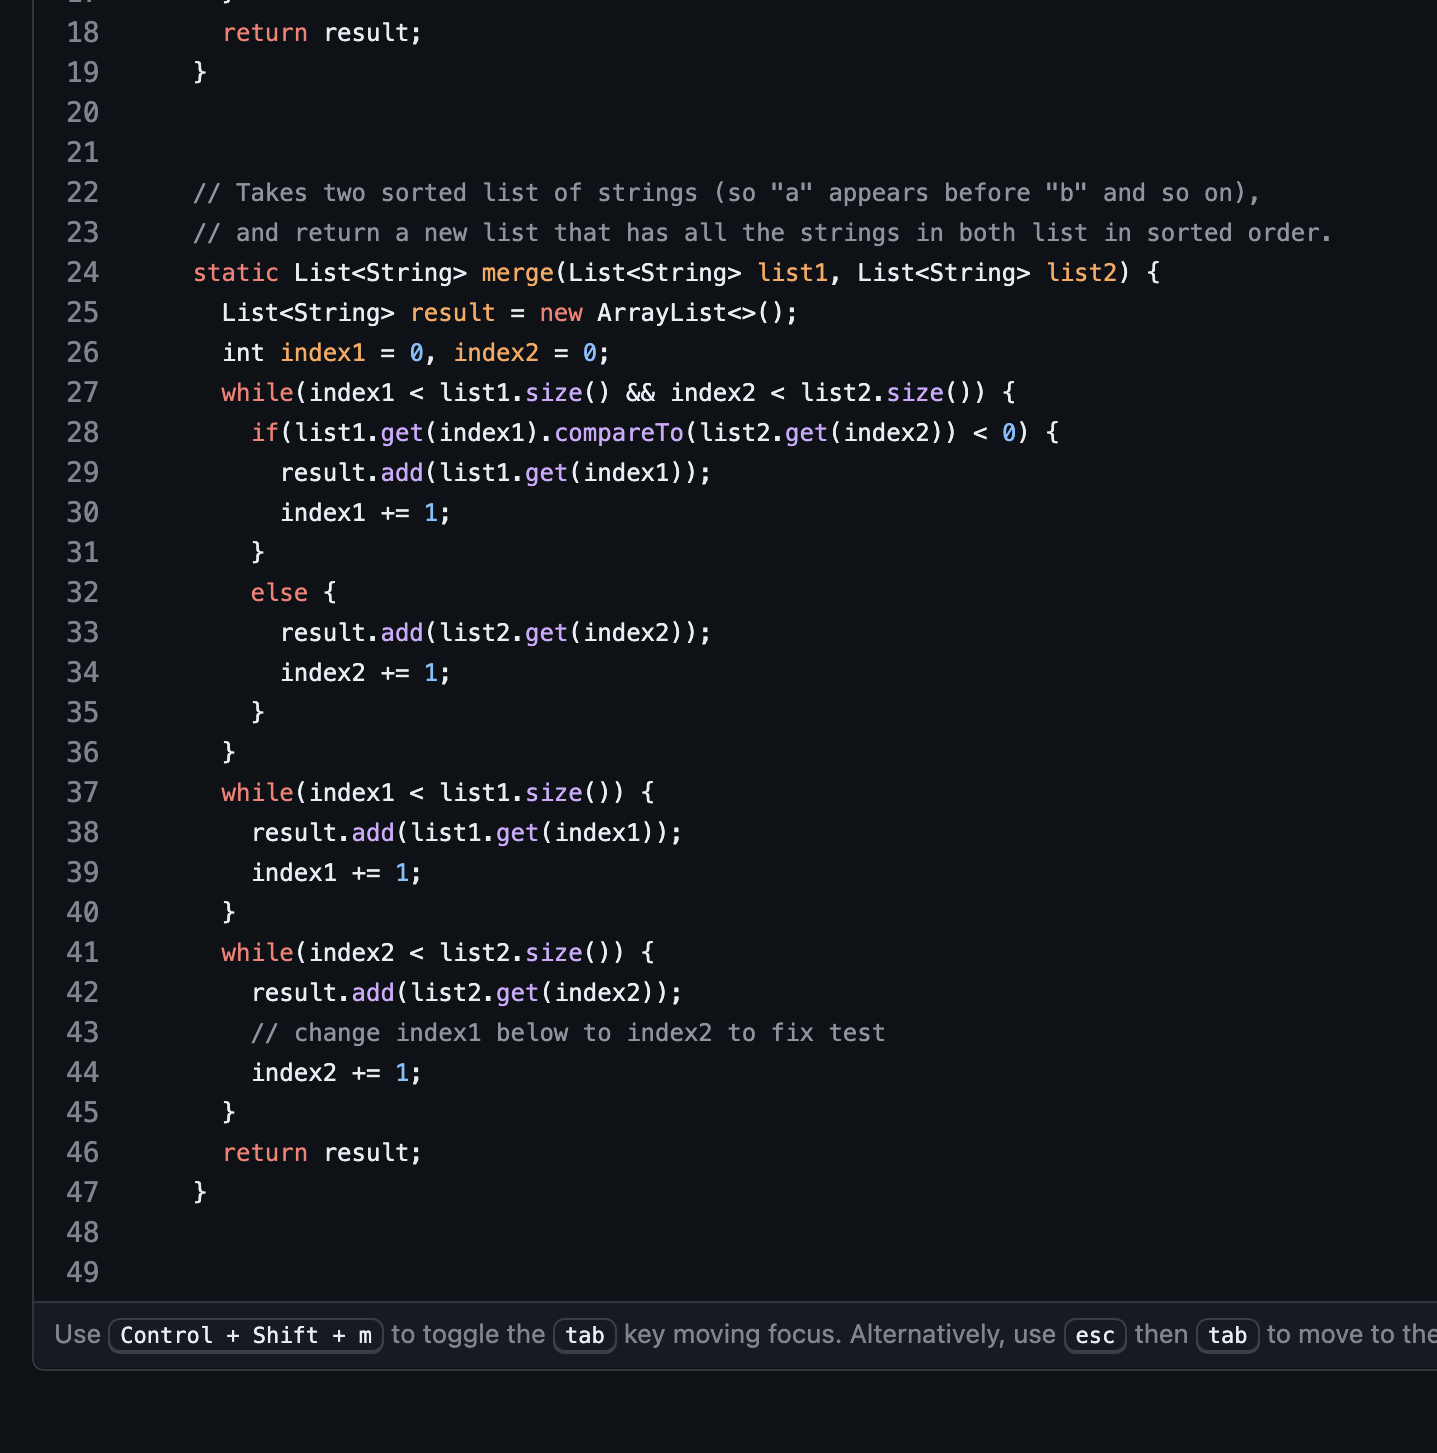 18 return result;
19 }
20
21
22 // Takes two sorted list of strings (so "a" appears before "b" and so on),
23 // and return a new list that has all the strings in both list in sorted order.
24 static List<String> merge(List<String> list1, List<String> list2) {
25 List<String> result = new ArrayList<>();
26 int index1 = 0, index2 = 0;
27 while(index1 < list1.size() && index2 < list2.size()) {
28 if(list1.get(index1).compareTo(list2.get(index2)) < 0) {
29 result.add(list1.get(index1));
30 index1 += 1;
31 }
32 else {
33 result.add(list2.get(index2));
34 index2 += 1;
35 }
36 }
37 while(index1 < list1.size()) {
38 result.add(list1.get(index1));
39 index1 += 1;
40 }
41 while(index2 < list2.size()) {
42 result.add(list2.get(index2));
43 // change index1 below to index2 to fix test
44 index2 += 1;
45 }
46 return result;
47 }
48
49
Use Control + Shift + m to toggle the tab key moving focus. Alternatively, use esc then tab to move to the